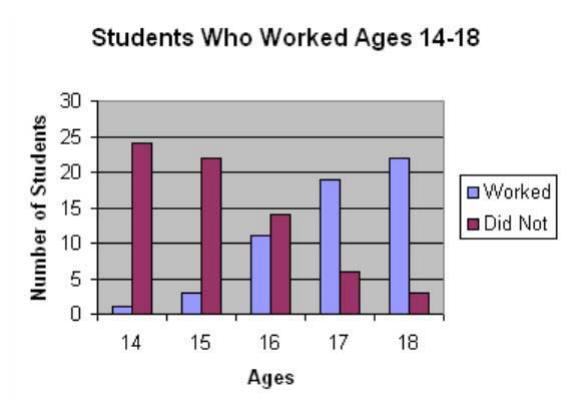 Students Who Worked Ages 14-18
Number of Students
30
25
20
15
10
5
0
14 15 16 17 18
Ages
Worked
Did Not